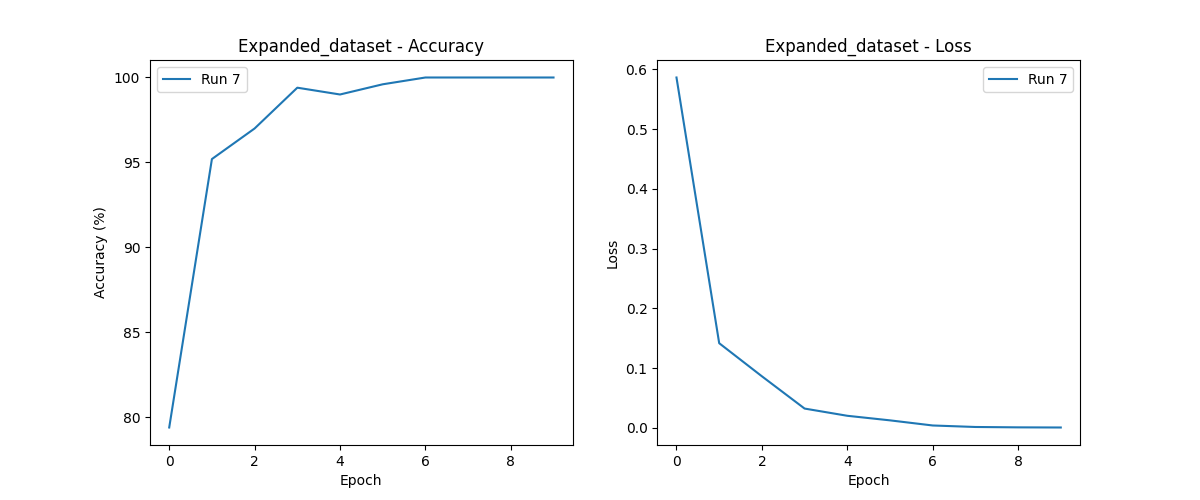 Expanded_dataset - Accuracy
Run 7
100
95
90
85
80
Accuracy (%)
0 2 4 6 8
Epoch
Expanded_dataset - Loss
Run 7
0.6
0.5
0.4
0.3
0.2
0.1
0.0
Loss
0 2 4 6 8
Epoch